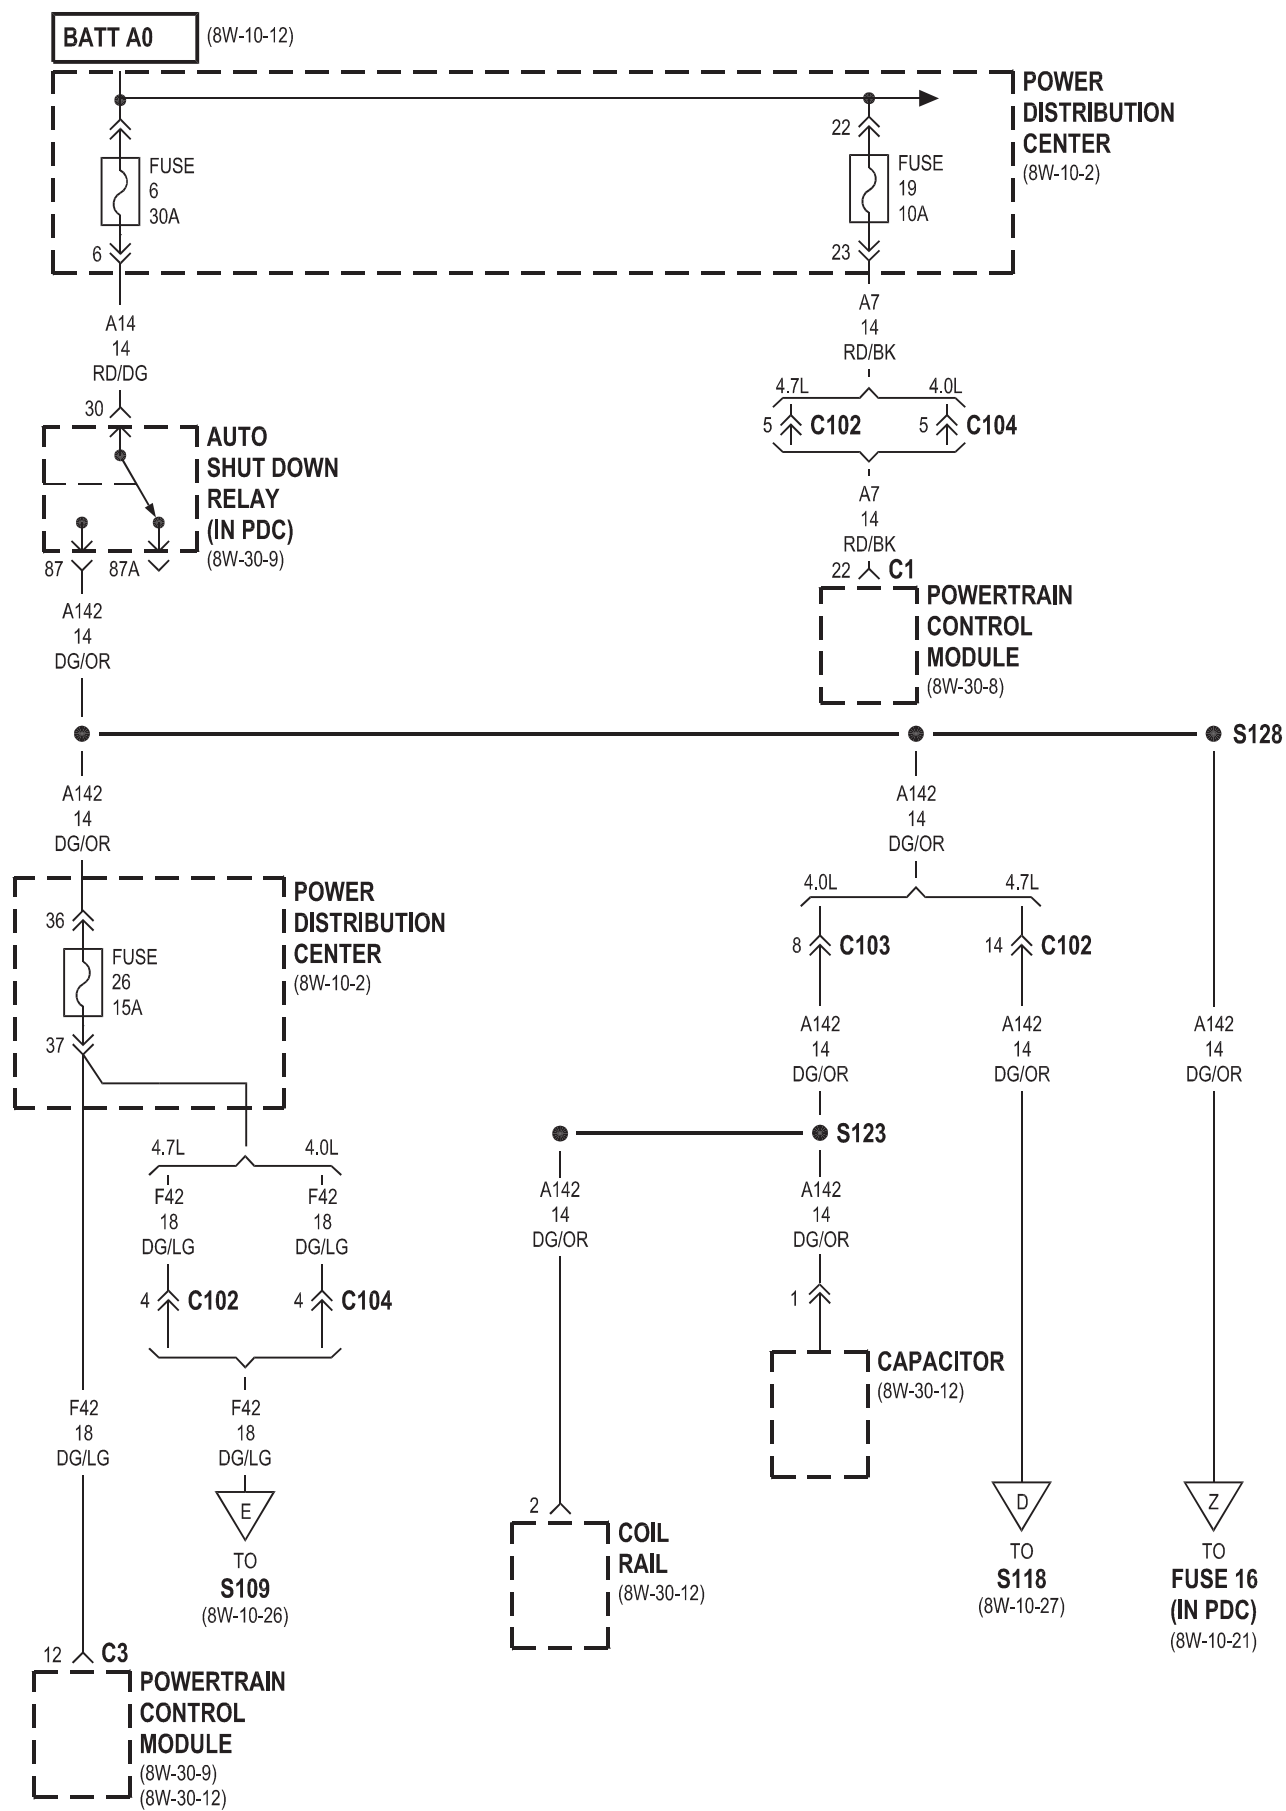 BATT A0
(8W-10-12)
POWER
DISTRIBUTION
CENTER
(8W-10-2)
FUSE
6
30A
6
22
FUSE
19
10A
23
A14
14
RD/DG
30
AUTO
SHUT DOWN
RELAY
(IN PDC)
(8W-30-9)
87
87A
A142
14
DG/OR
A7
14
RD/BK
4.7L
4.0L
5
C102
5
C104
A7
14
RD/BK
22
C1
POWERTRAIN
CONTROL
MODULE
(8W-30-8)
S128
A142
14
DG/OR
36
FUSE
26
15A
37
POWER
DISTRIBUTION
CENTER
(8W-10-2)
4.7L
4.0L
F42
18
DG/LG
F42
18
DG/LG
4
C102
4
C104
F42
18
DG/LG
F42
18
DG/LG
E
TO
S109
(8W-10-26)
12
C3
POWERTRAIN
CONTROL
MODULE
(8W-30-9)
(8W-30-12)
A142
14
DG/OR
4.0L
4.7L
8
C103
14
C102
A142
14
DG/OR
A142
14
DG/OR
A142
14
DG/OR
S123
A142
14
DG/OR
A142
14
DG/OR
1
CAPACITOR
(8W-30-12)
2
COIL
RAIL
(8W-30-12)
D
TO
S118
(8W-10-27)
Z
TO
FUSE 16
(IN PDC)
(8W-10-21)